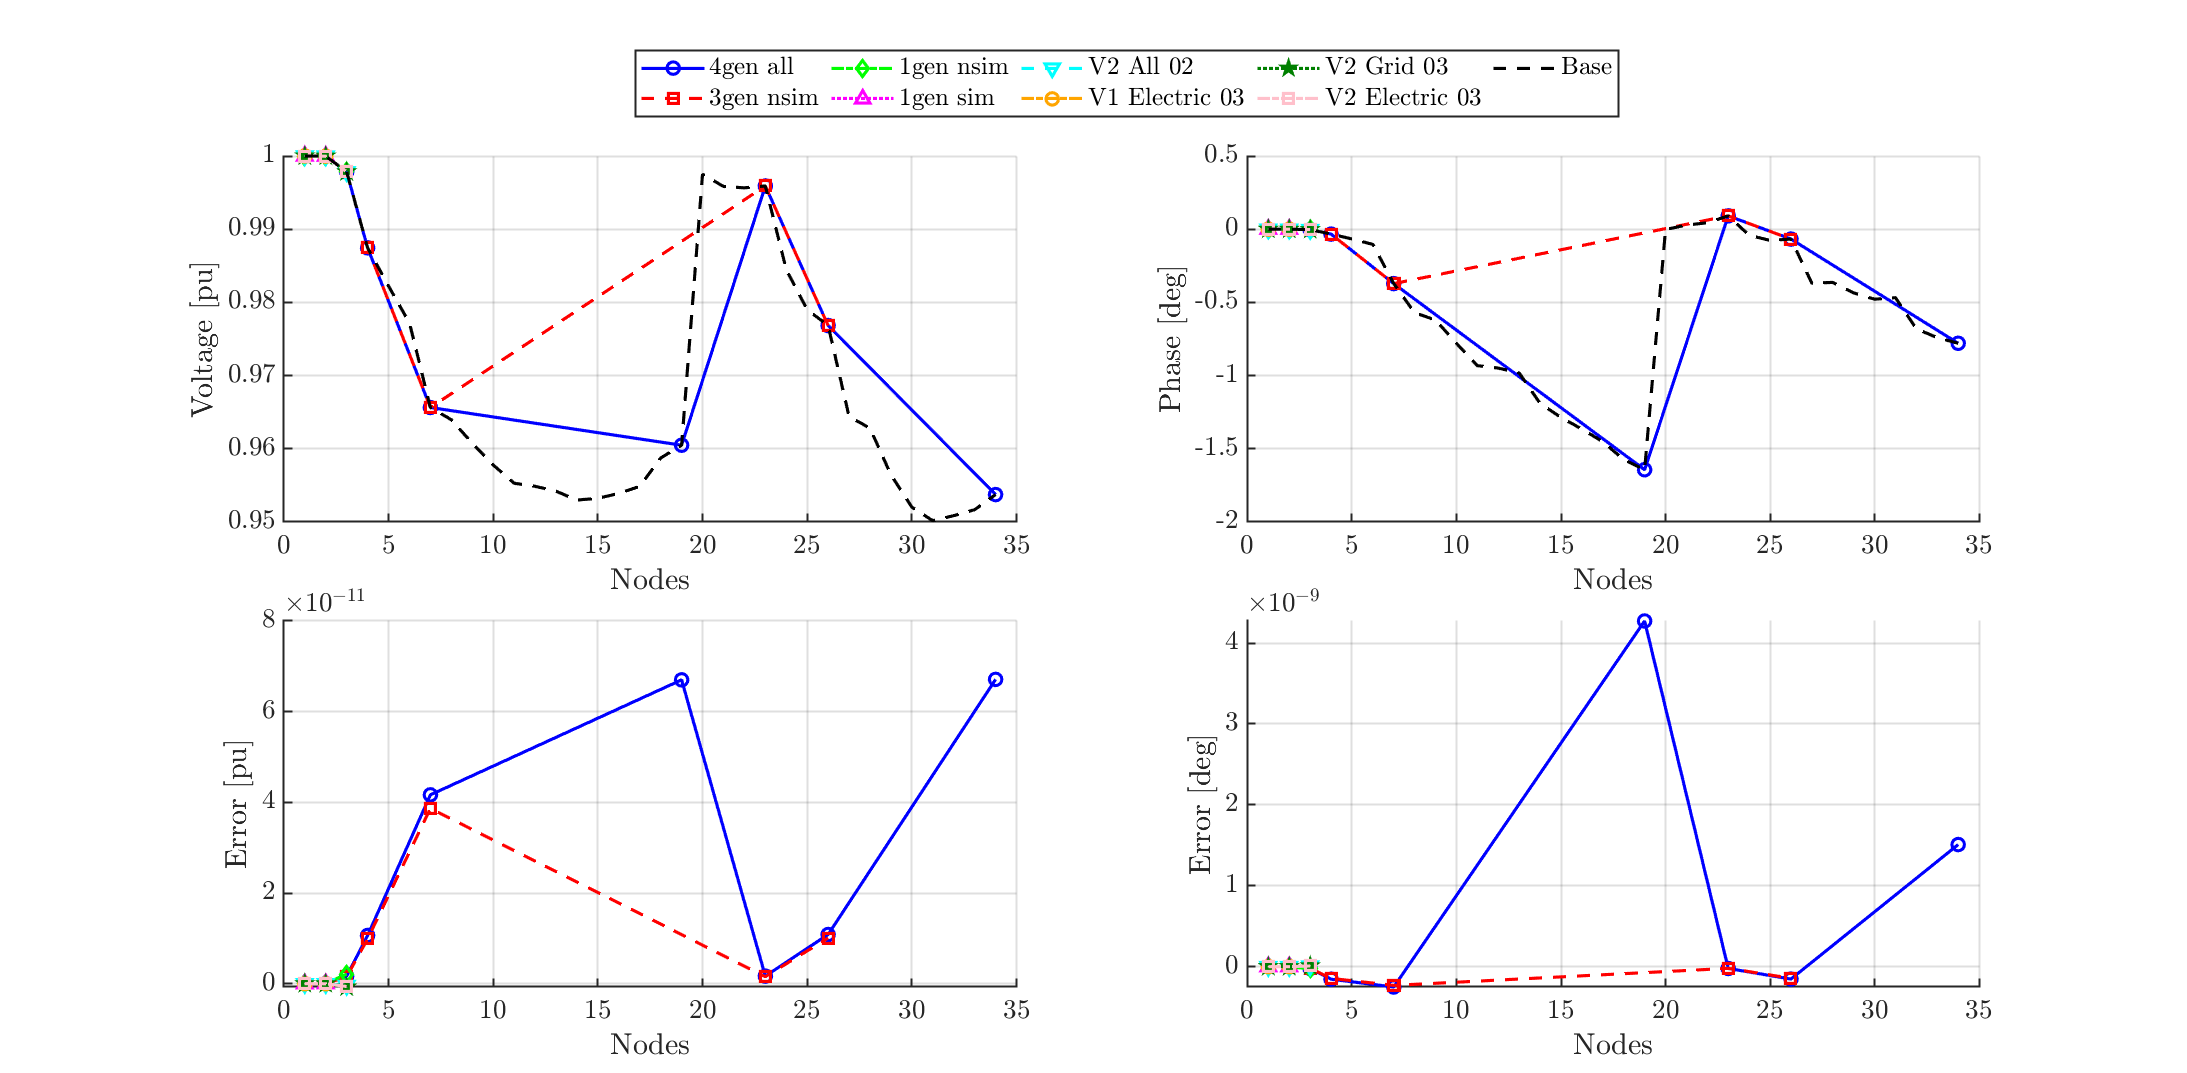 4gen all 1gen nsim V2 All 02 V2 Grid 03 Base
3gen nsim 1gen sim V1 Electric 03 V2 Electric 03
Voltage [pu]
1
0.99
0.98
0.97
0.96
0.95
0 5 10 15 20 25 30 35
Nodes
Phase [deg]
0.5
0
-0.5
-1
-1.5
-2
0 5 10 15 20 25 30 35
Nodes
×10⁻¹¹
Error [pu]
8
6
4
2
0
0 5 10 15 20 25 30 35
Nodes
×10⁻⁹
Error [deg]
4
3
2
1
0
0 5 10 15 20 25 30 35
Nodes